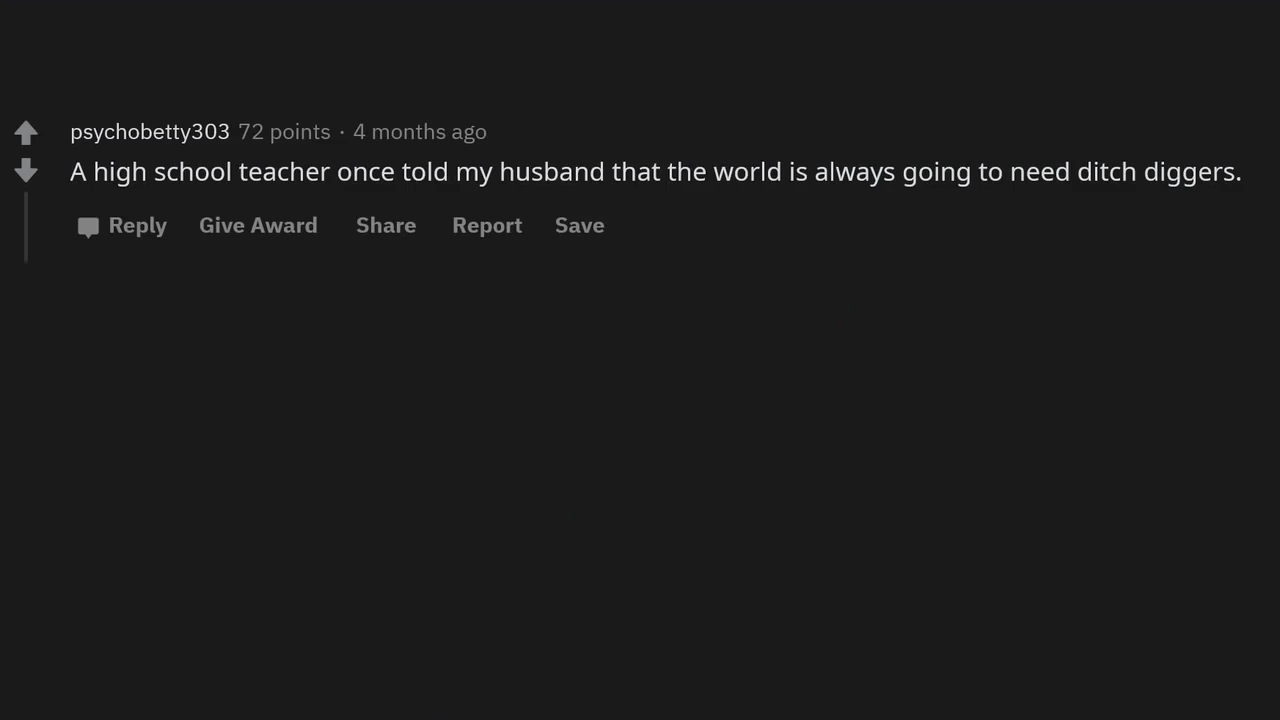 psychobetty303 72 points · 4 months ago
A high school teacher once told my husband that the world is always going to need ditch diggers.
Reply Give Award Share Report Save